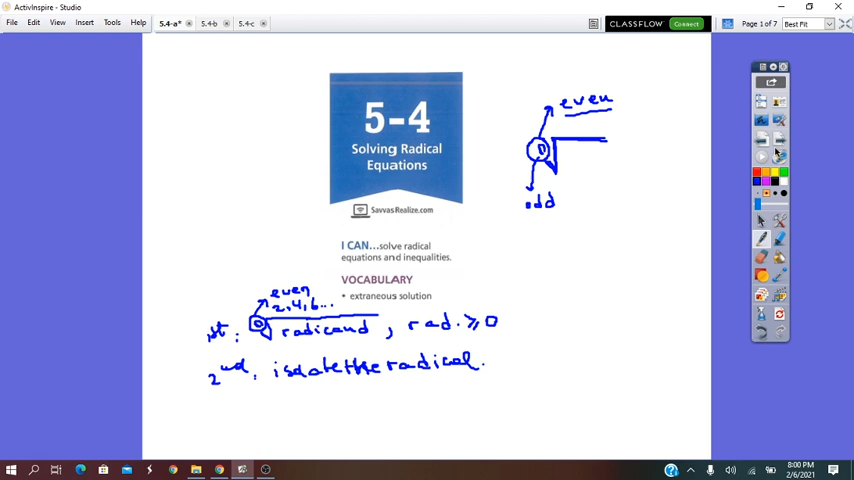 ActivInspire - Studio
File Edit View Insert Tools Help
5.4-a* 5.4-b 5.4-c
CLASSFLOW Connect
Page 1 of 7
Best Fit
5-4
Solving Radical
Equations
SavvasRealize.com
I CAN...solve radical
equations and inequalities.
VOCABULARY
• extraneous solution
even
n
odd
even
2, 4, 6...
1st: radicand, rad. ≥ 0
2nd: isolate the radical.
8:00 PM
2/6/2021